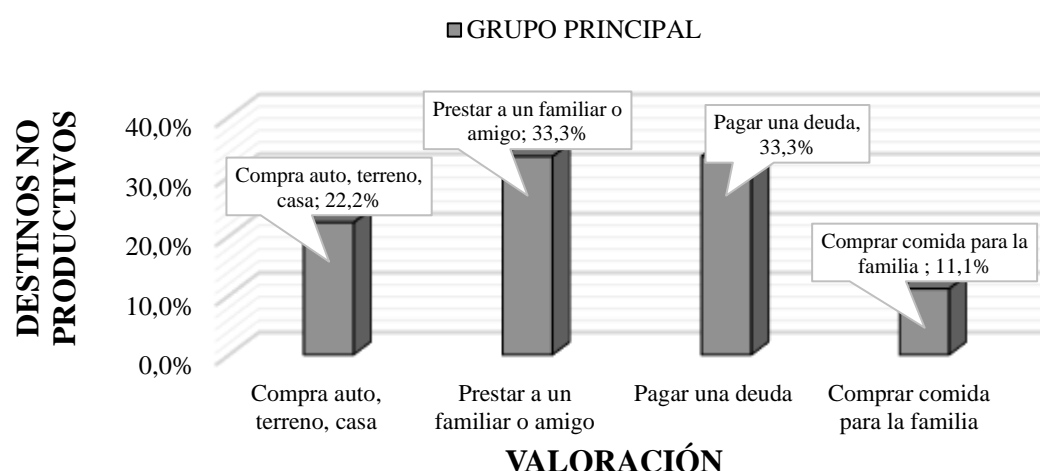 GRUPO PRINCIPAL
DESTINOS NO
PRODUCTIVOS
40,0%
30,0%
20,0%
10,0%
0,0%
Compra auto, terreno,
casa; 22,2%
Prestar a un familiar o
amigo; 33,3%
Pagar una deuda,
33,3%
Comprar comida para la
familia ; 11,1%
Compra auto,
terreno, casa
Prestar a un
familiar o amigo
Pagar una deuda
Comprar comida
para la familia
VALORACIÓN